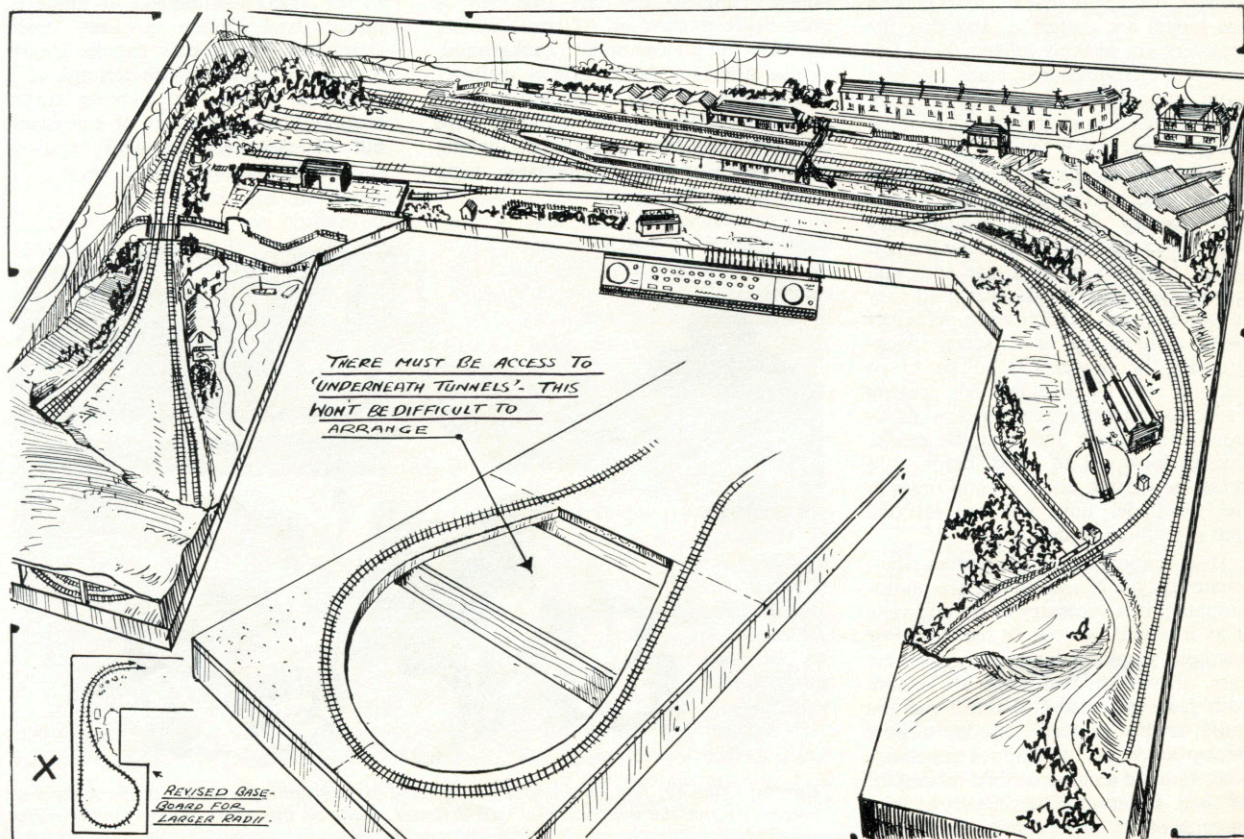 THERE MUST BE ACCESS TO
'UNDERNEATH TUNNELS' - THIS
WON'T BE DIFFICULT TO
ARRANGE
X
REVISED BASE-
BOARD FOR
LARGER RADII.